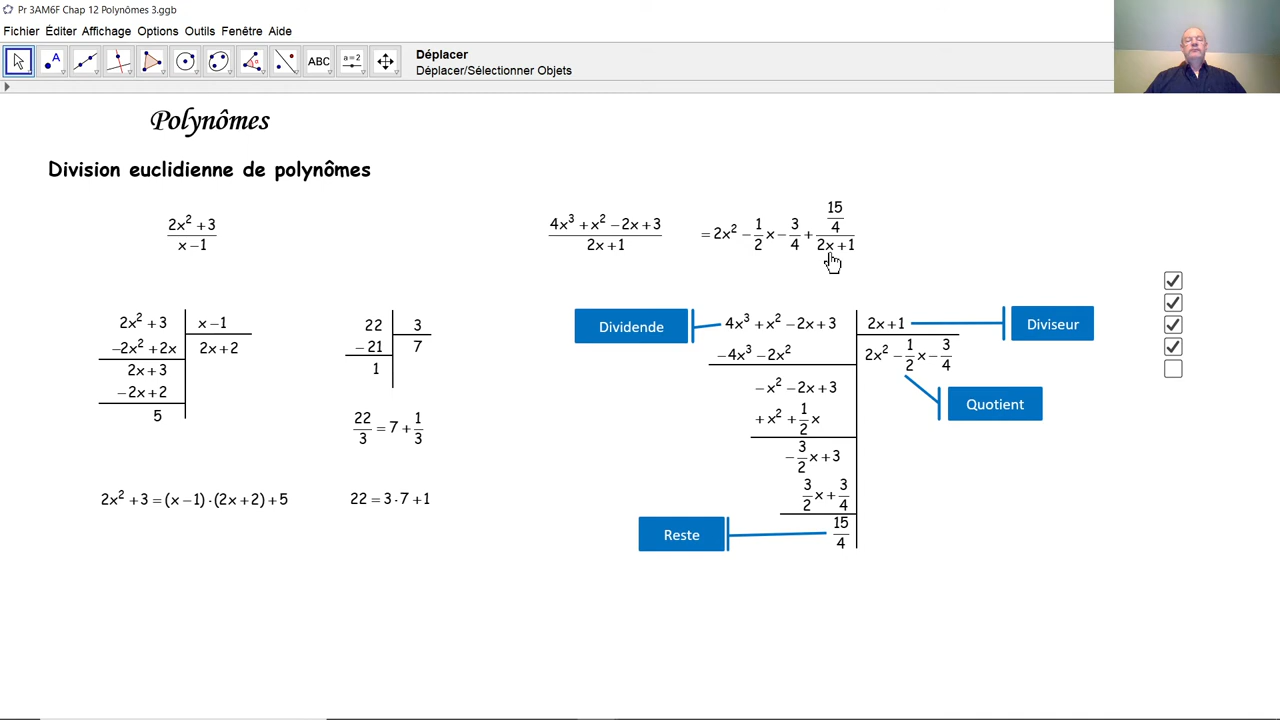 Pr 3AM6F Chap 12 Polynômes 3.ggb
Fichier Éditer Affichage Options Outils Fenêtre Aide
A
ABC
a=2
Déplacer
Déplacer/Sélectionner Objets
Polynômes
Division euclidienne de polynômes
2x² + 3
x − 1
4x³ + x² − 2x + 3
2x + 1
= 2x² − 1/2 x − 3/4 + (15/4)/(2x + 1)
2x² + 3 x − 1
−2x² + 2x 2x + 2
2x + 3
−2x + 2
5
2x² + 3 = (x − 1) · (2x + 2) + 5
22 3
− 21 7
1
22/3 = 7 + 1/3
22 = 3 · 7 + 1
Dividende
4x³ + x² − 2x + 3 2x + 1
Diviseur
−4x³ − 2x² 2x² − 1/2 x − 3/4
Quotient
−x² − 2x + 3
+ x² + 1/2 x
− 3/2 x + 3
3/2 x + 3/4
Reste
15/4